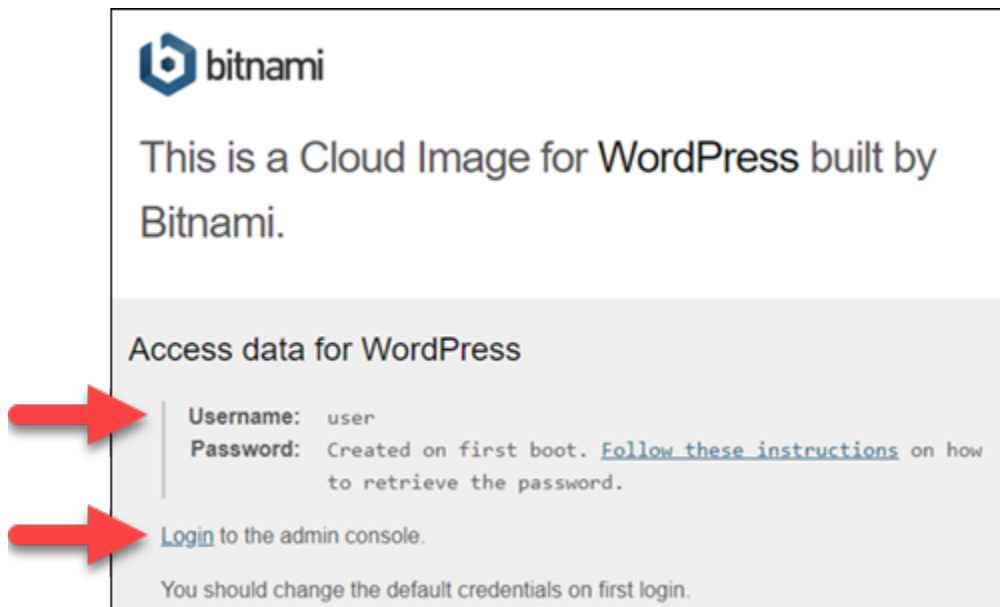 bitnami
This is a Cloud Image for WordPress built by
Bitnami.
Access data for WordPress
Username: user
Password: Created on first boot. Follow these instructions on how
to retrieve the password.
Login to the admin console.
You should change the default credentials on first login.